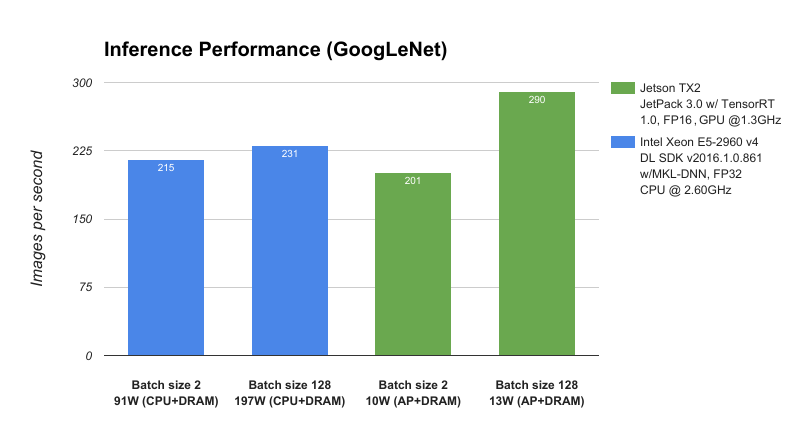 Inference Performance (GoogLeNet)
Images per second
300
225
150
75
0
215
231
201
290
Batch size 2
91W (CPU+DRAM)
Batch size 128
197W (CPU+DRAM)
Batch size 2
10W (AP+DRAM)
Batch size 128
13W (AP+DRAM)
Jetson TX2
JetPack 3.0 w/ TensorRT
1.0, FP16 , GPU @1.3GHz
Intel Xeon E5-2960 v4
DL SDK v2016.1.0.861
w/MKL-DNN, FP32
CPU @ 2.60GHz